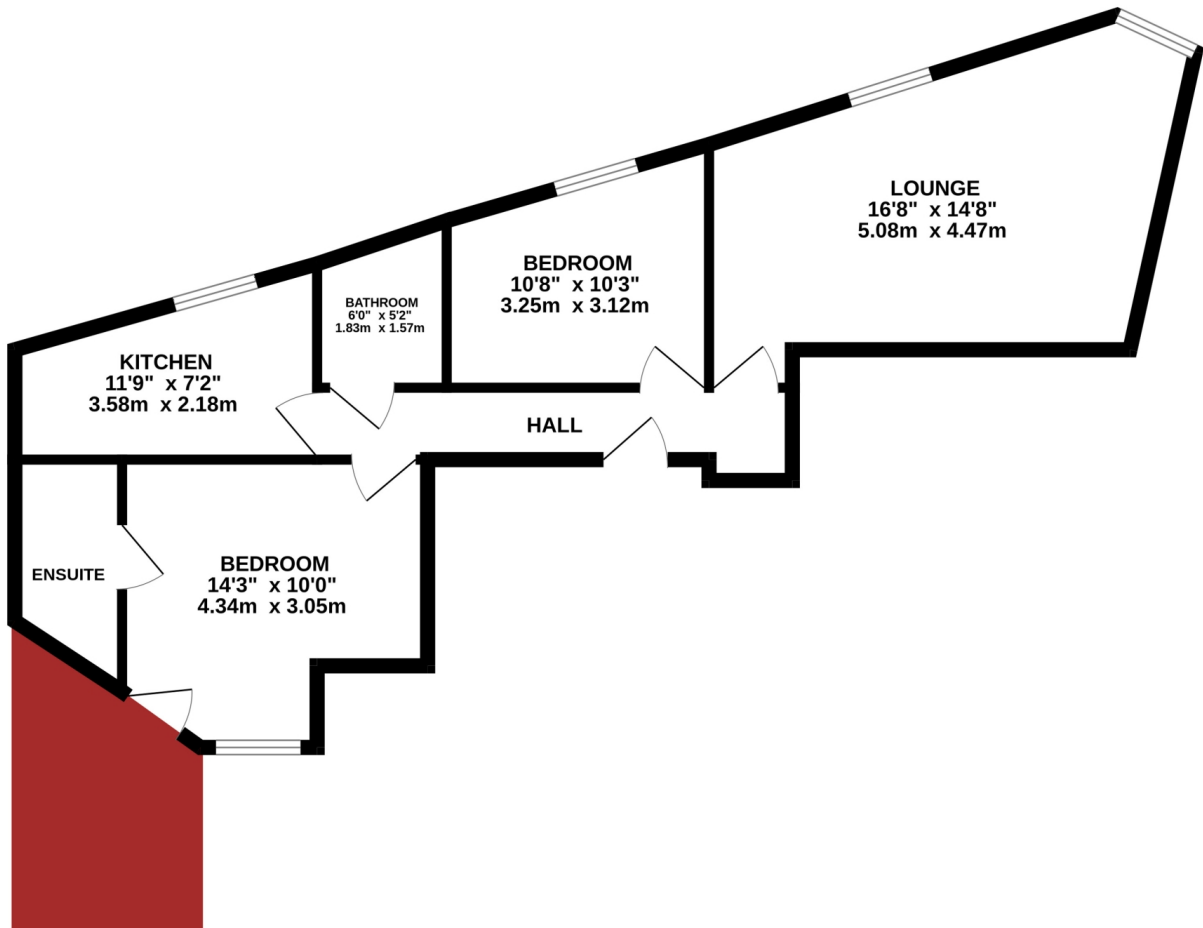 LOUNGE
16'8" x 14'8"
5.08m x 4.47m
BEDROOM
10'8" x 10'3"
3.25m x 3.12m
BATHROOM
6'0" x 5'2"
1.83m x 1.57m
KITCHEN
11'9" x 7'2"
3.58m x 2.18m
HALL
ENSUITE
BEDROOM
14'3" x 10'0"
4.34m x 3.05m